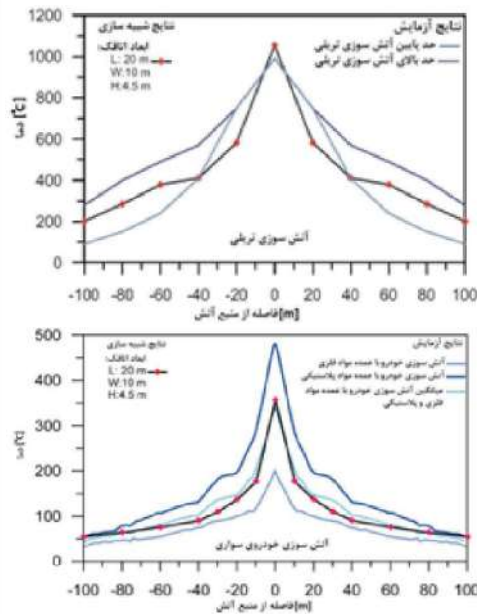 1200
1000
800
600
400
200
0
دما [°C]
نتایج شبیه سازی
ابعاد اتاقک:
L: 20 m
W:10 m
H:4.5 m
نتایج آزمایش
حد پایین آتش سوزی تریلی
حد بالای آتش سوزی تریلی
آتش سوزی تریلی
-100 -80 -60 -40 -20 0 20 40 60 80 100
فاصله از منبع آتش[m]
500
400
300
200
100
0
دما [°C]
نتایج شبیه سازی
ابعاد اتاقک:
L: 20 m
W:10 m
H:4.5 m
نتایج آزمایش
آتش سوزی خودرو با عمده مواد فلزی
آتش سوزی خودرو با عمده مواد پلاستیکی
میانگین آتش سوزی خودرو با عمده مواد
فلزی و پلاستیکی
آتش سوزی خودروی سواری
-100 -80 -60 -40 -20 0 20 40 60 80 100
فاصله از منبع آتش[m]